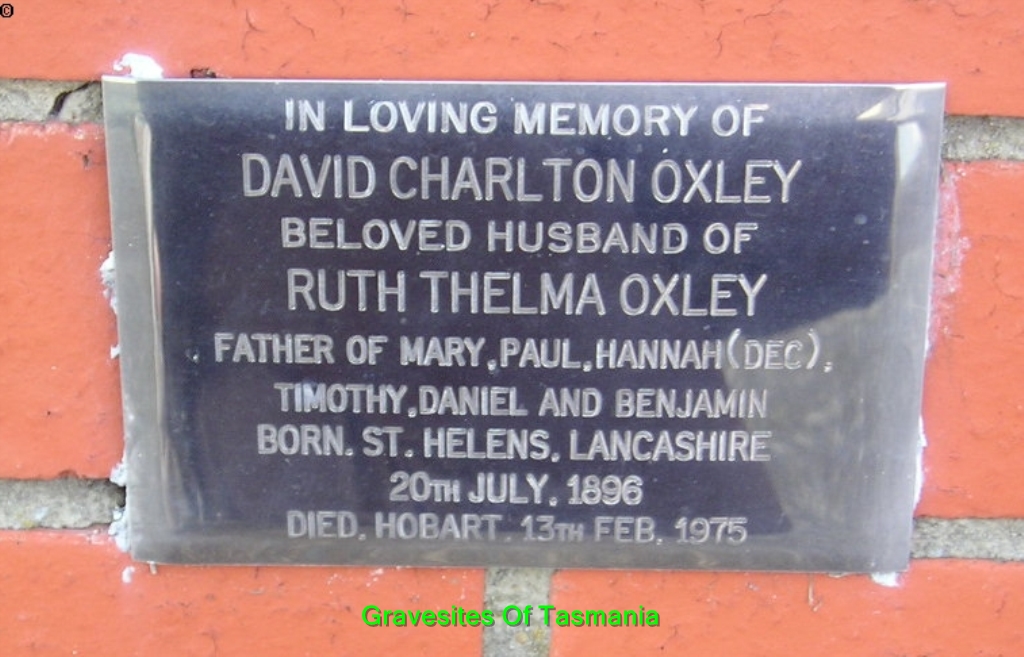 ©
IN LOVING MEMORY OF
DAVID CHARLTON OXLEY
BELOVED HUSBAND OF
RUTH THELMA OXLEY
FATHER OF MARY, PAUL, HANNAH (DEC),
TIMOTHY, DANIEL AND BENJAMIN
BORN. ST. HELENS, LANCASHIRE
20TH JULY, 1896
DIED, HOBART. 13TH FEB, 1975
Gravesites Of Tasmania